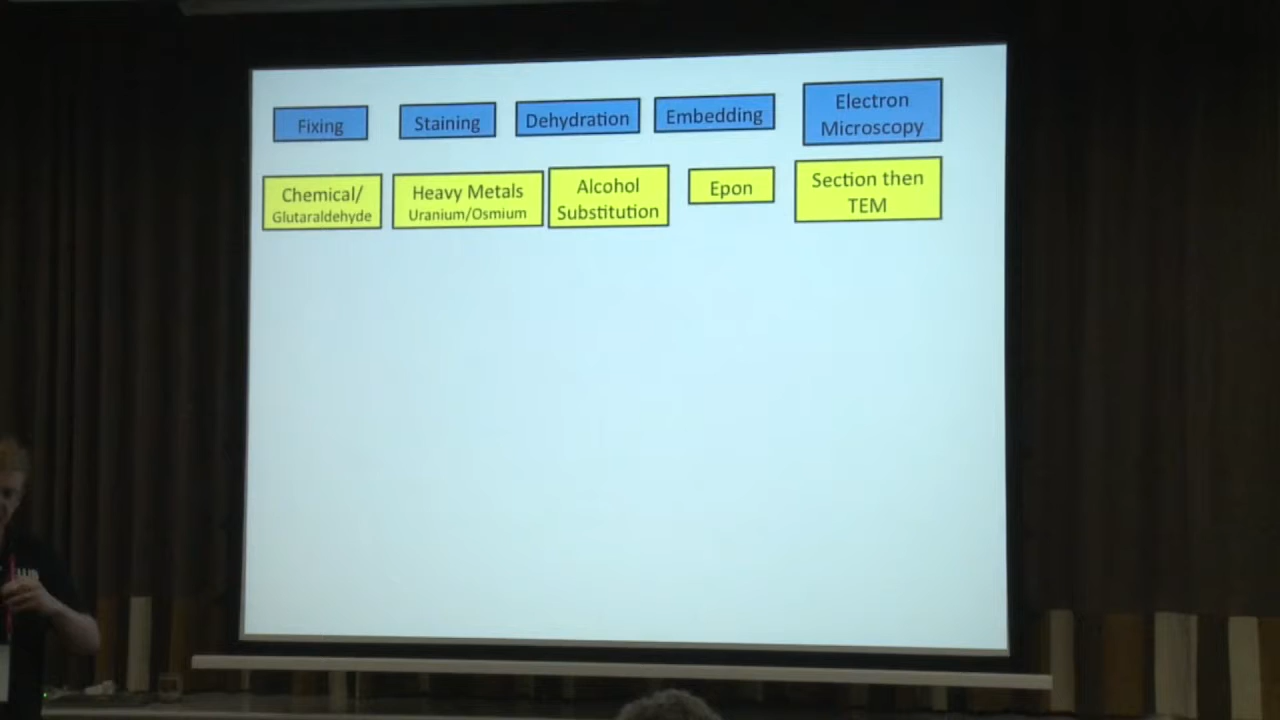 Fixing
Staining
Dehydration
Embedding
Electron
Microscopy
Chemical/
Glutaraldehyde
Heavy Metals
Uranium/Osmium
Alcohol
Substitution
Epon
Section then
TEM